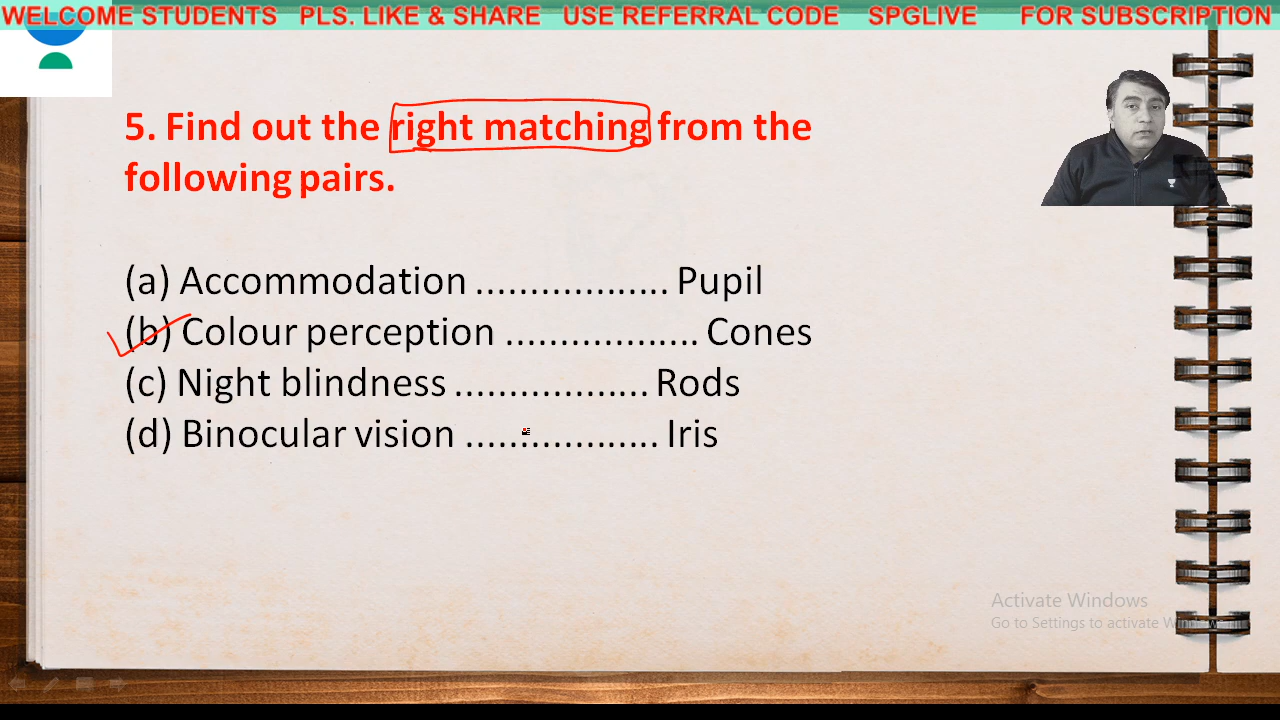 WELCOME STUDENTS PLS. LIKE & SHARE USE REFERRAL CODE SPGLIVE FOR SUBSCRIPTION
5. Find out the right matching from the
following pairs.
(a) Accommodation .................. Pupil
(b) Colour perception .................. Cones
(c) Night blindness .................. Rods
(d) Binocular vision .................. Iris
Activate Windows
Go to Settings to activate Windows.